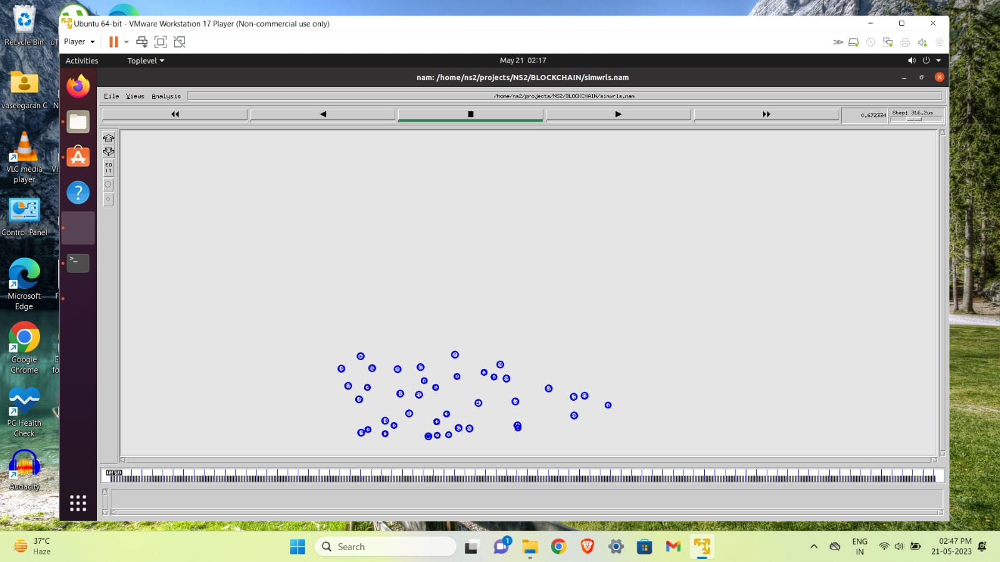 Ubuntu 64-bit - VMware Workstation 17 Player (Non-commercial use only)
Recycle Bin
Player
Activities
Toplevel
May 21 02:17
nam: /home/ns2/projects/NS2/BLOCKCHAIN/simwrls.nam
File Views Analysis
/home/ns2/projects/NS2/BLOCKCHAIN/simwrls.nam
vaseegaran C
0.672334
Step: 316.2us
ED
IT
VLC media
player
Control Panel
Microsoft
Edge
Google
Chrome
PC Health
Check
Audacity
37°C
Haze
Search
1
ENG
IN
02:47 PM
21-05-2023